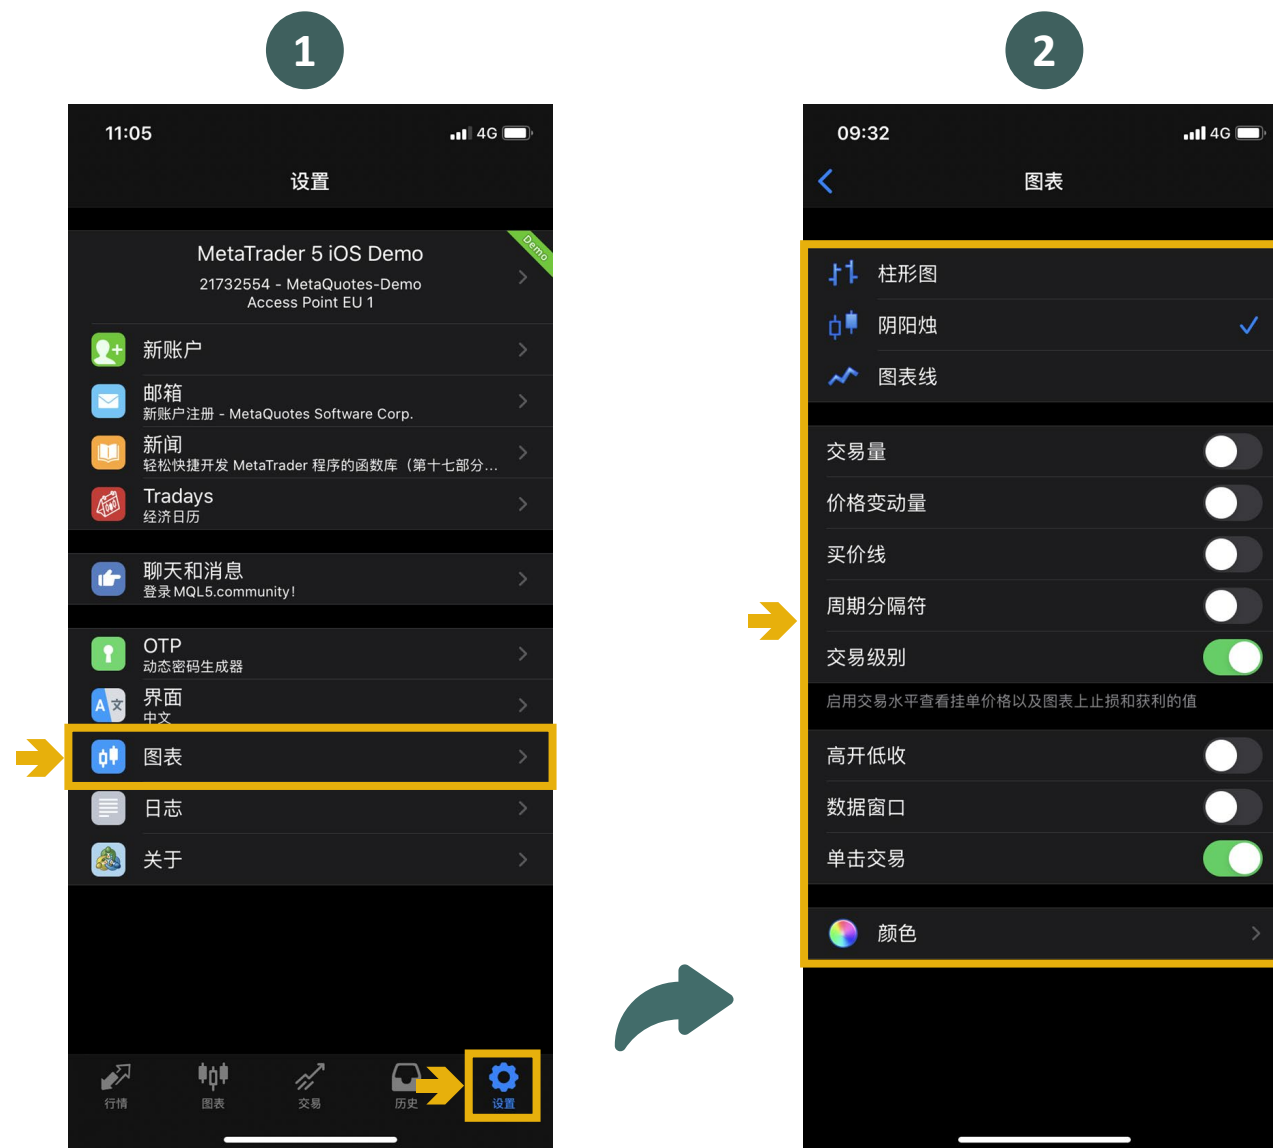 1
11:05
4G
设置
MetaTrader 5 iOS Demo
Demo
21732554 - MetaQuotes-Demo
Access Point EU 1
新账户
邮箱
新账户注册 - MetaQuotes Software Corp.
新闻
轻松快捷开发 MetaTrader 程序的函数库（第十七部分...
Tradays
经济日历
聊天和消息
登录 MQL5.community!
OTP
动态密码生成器
界面
中文
图表
日志
关于
行情
图表
交易
历史
设置
2
09:32
4G
图表
柱形图
阴阳烛
图表线
交易量
价格变动量
买价线
周期分隔符
交易级别
启用交易水平查看挂单价格以及图表上止损和获利的值
高开低收
数据窗口
单击交易
颜色